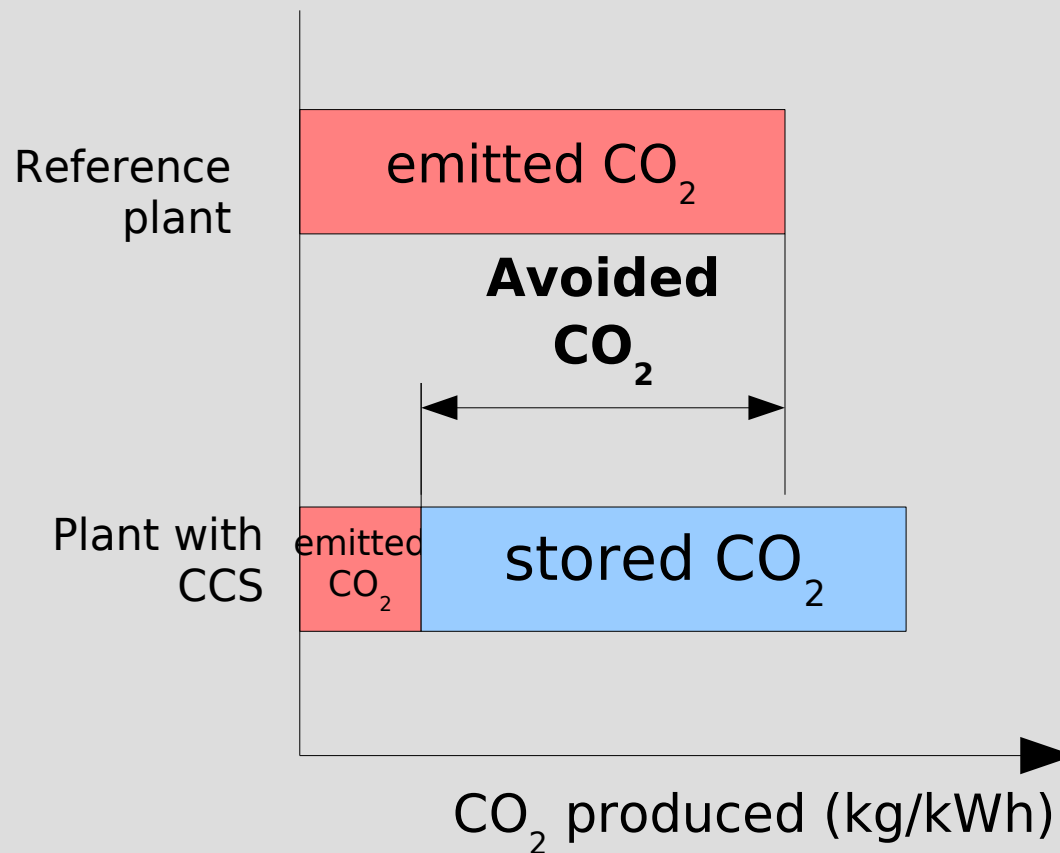 Reference
plant
emitted CO₂
Avoided
CO₂
Plant with
CCS
emitted
CO₂
stored CO₂
CO₂ produced (kg/kWh)